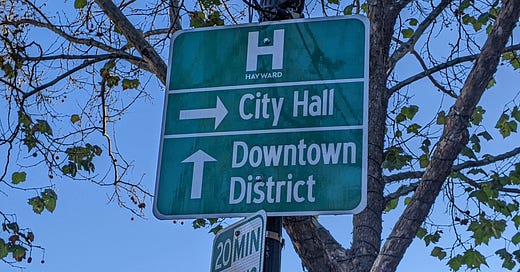 H
HAYWARD
City Hall
Downtown
District
20 MIN